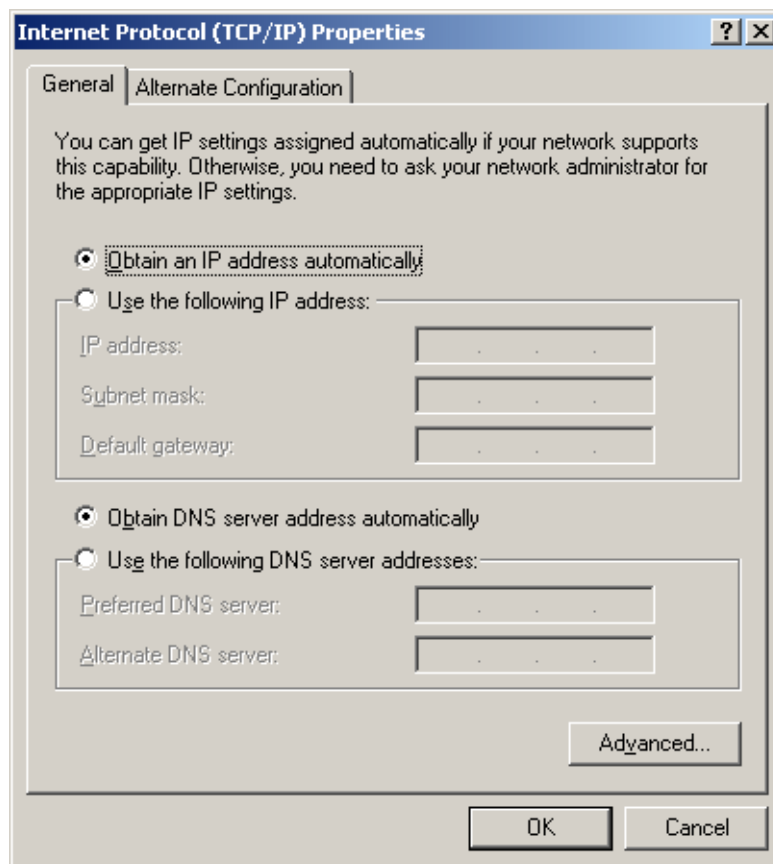 Internet Protocol (TCP/IP) Properties
General
Alternate Configuration
You can get IP settings assigned automatically if your network supports
this capability. Otherwise, you need to ask your network administrator for
the appropriate IP settings.
Obtain an IP address automatically
Use the following IP address:
IP address:
Subnet mask:
Default gateway:
Obtain DNS server address automatically
Use the following DNS server addresses:
Preferred DNS server:
Alternate DNS server:
Advanced...
OK
Cancel